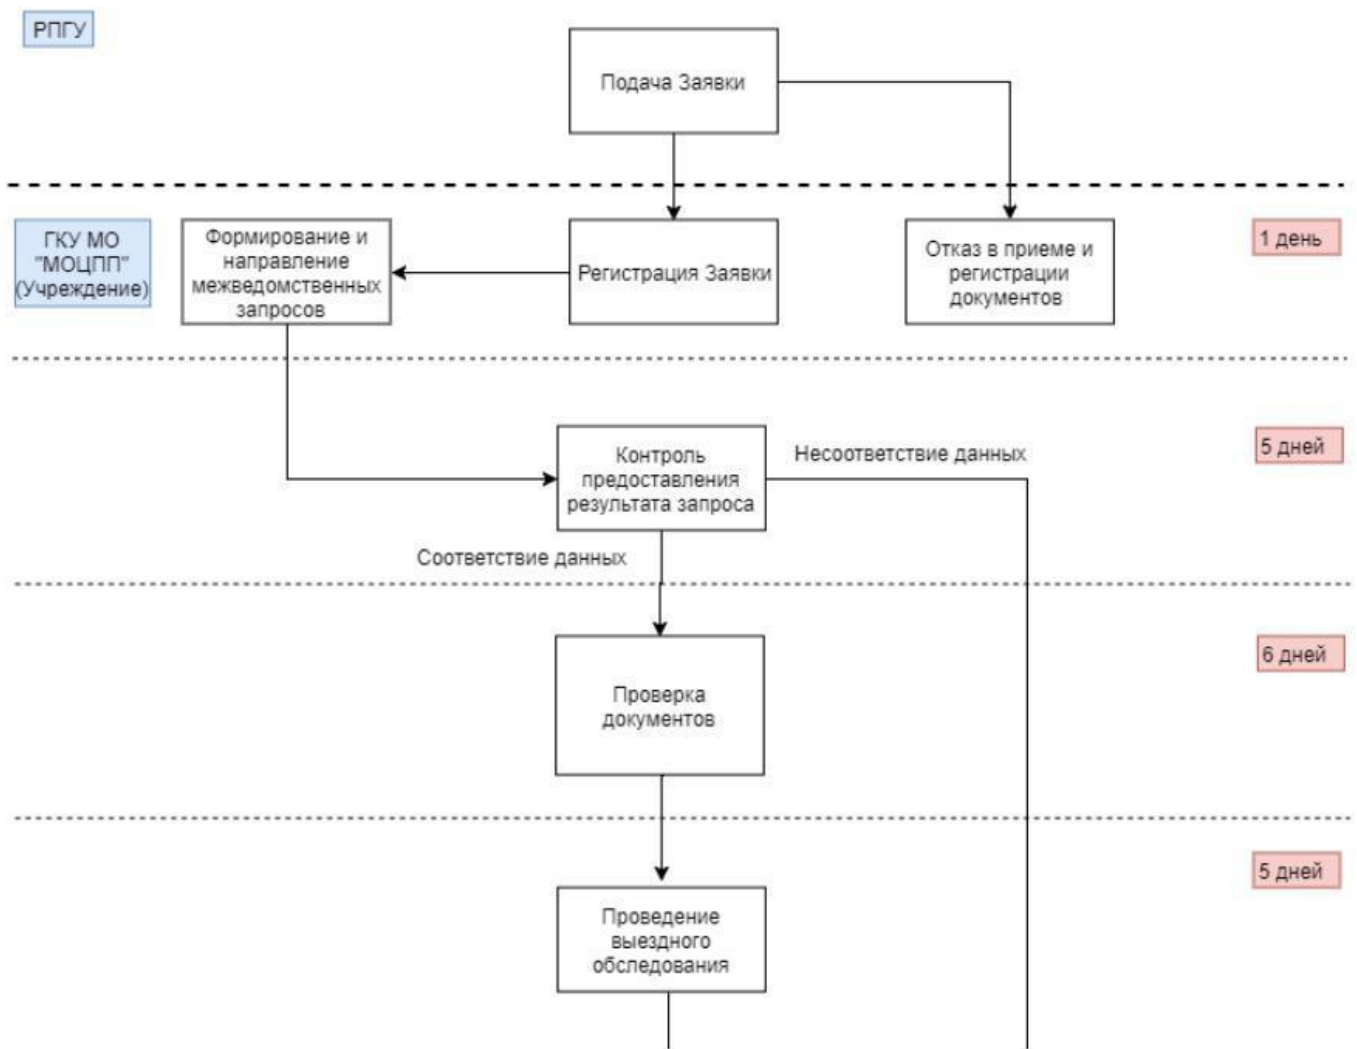 РПГУ
Подача Заявки
ГКУ МО
"МОЦПП"
(Учреждение)
Формирование и
направление
межведомственных
запросов
Регистрация Заявки
Отказ в приеме и
регистрации
документов
1 день
Контроль
предоставления
результата запроса
Несоответствие данных
5 дней
Соответствие данных
Проверка
документов
6 дней
Проведение
выездного
обследования
5 дней